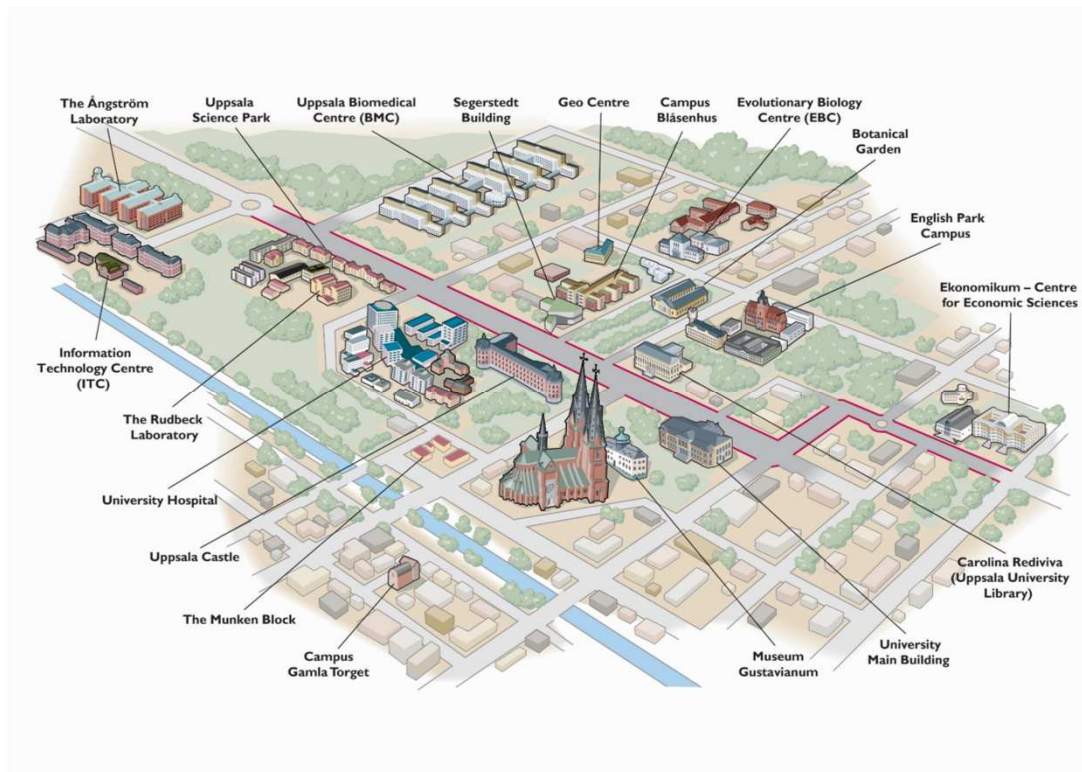 The Ångström
Laboratory
Uppsala
Science Park
Uppsala Biomedical
Centre (BMC)
Segerstedt
Building
Geo Centre
Campus
Blåsenhus
Evolutionary Biology
Centre (EBC)
Botanical
Garden
English Park
Campus
Ekonomikum – Centre
for Economic Sciences
Information
Technology Centre
(ITC)
The Rudbeck
Laboratory
University Hospital
Uppsala Castle
The Munken Block
Campus
Gamla Torget
Museum
Gustavianum
University
Main Building
Carolina Rediviva
(Uppsala University
Library)